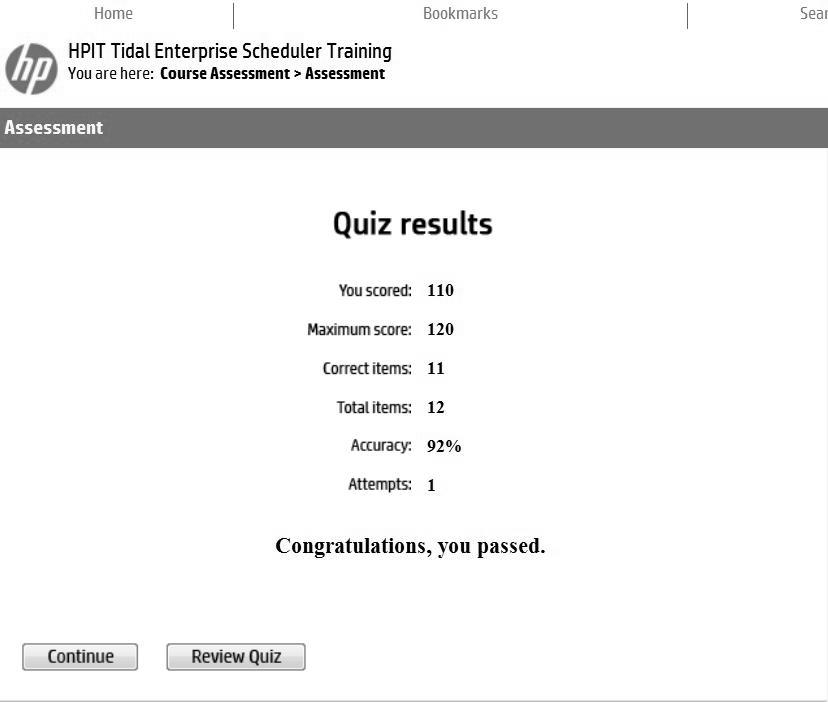 Home Bookmarks Sear
hp
HPIT Tidal Enterprise Scheduler Training
You are here: Course Assessment > Assessment
Assessment
Quiz results
You scored: 110
Maximum score: 120
Correct items: 11
Total items: 12
Accuracy: 92%
Attempts: 1
Congratulations, you passed.
Continue Review Quiz